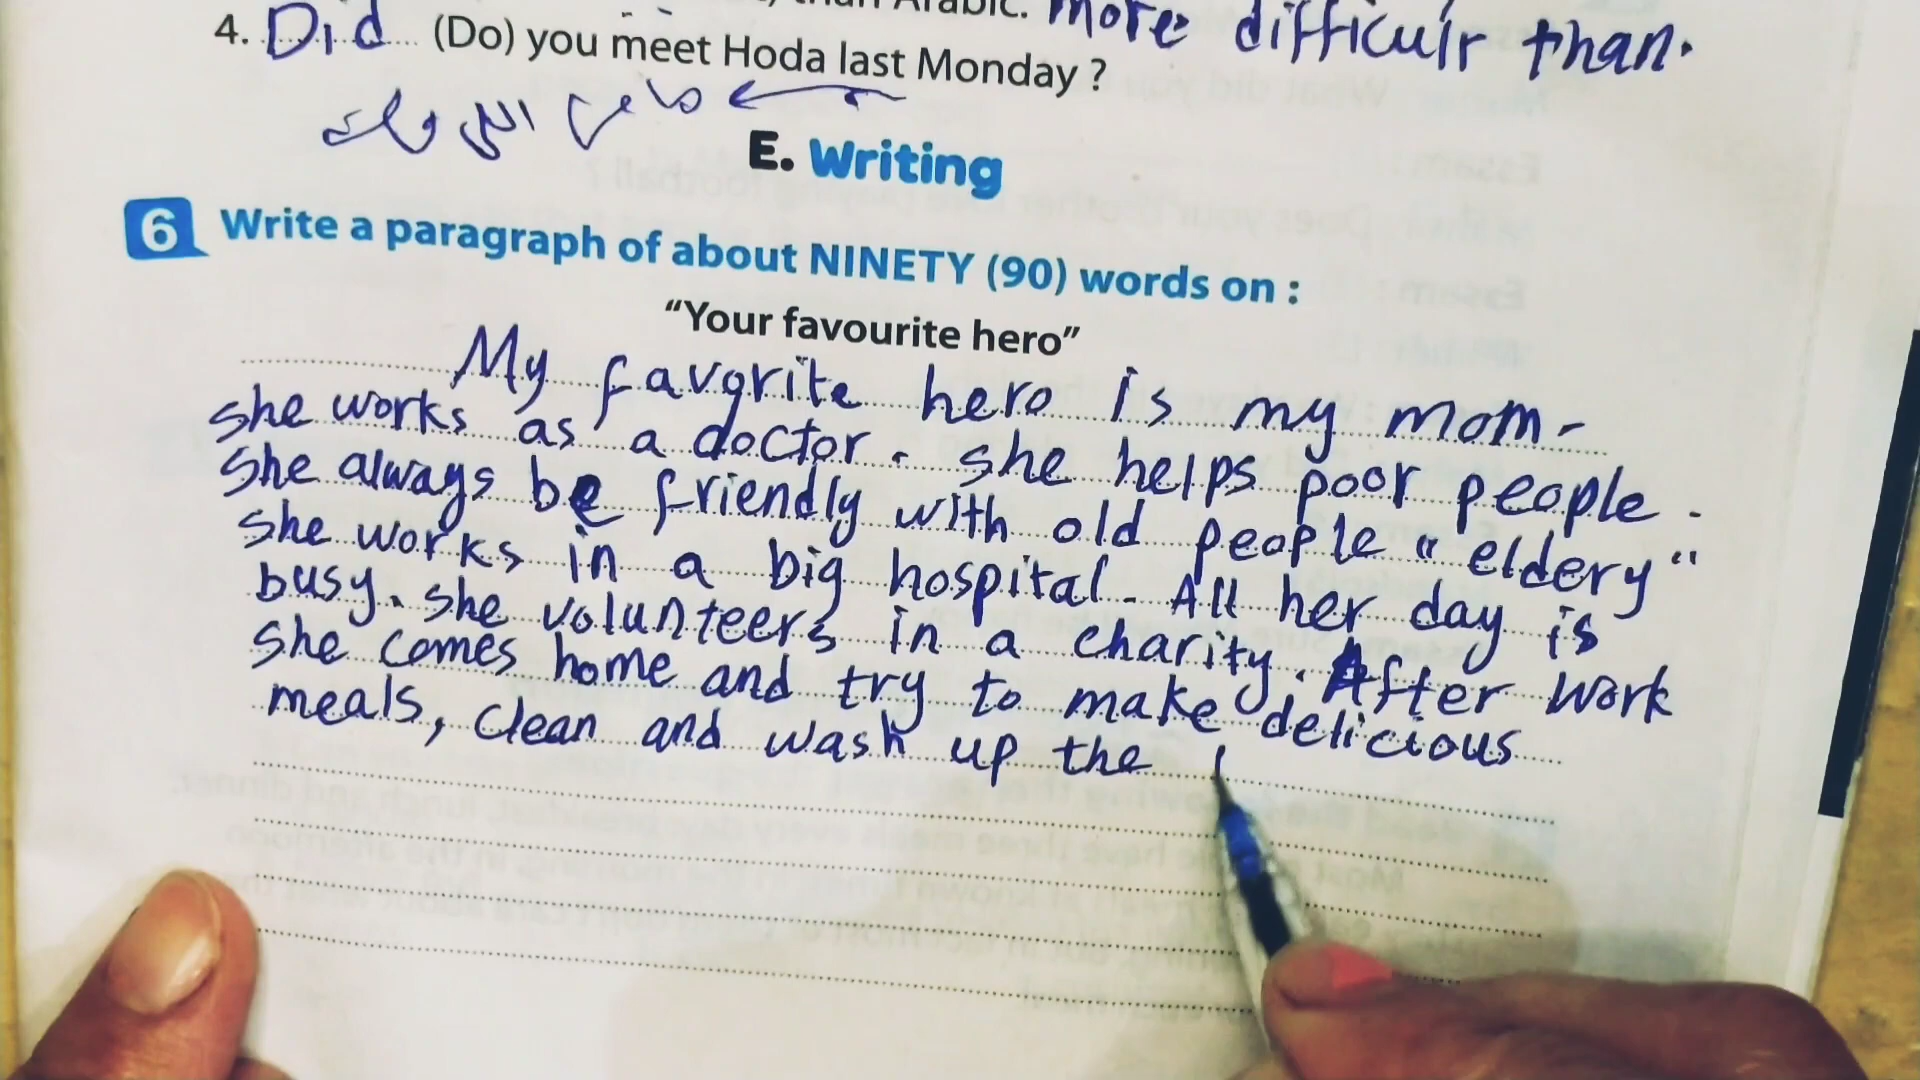 than Arabic. more difficult than.
4. Did (Do) you meet Hoda last Monday ?
E. Writing
6 Write a paragraph of about NINETY (90) words on :
“Your favourite hero”
My favorite hero is my mom.
she works as a doctor. she helps poor people.
She always be friendly with old people "eldery"
she works in a big hospital. All her day is
busy. she volunteers in a charity. After work
she comes home and try to make delicious
meals, clean and wash up the